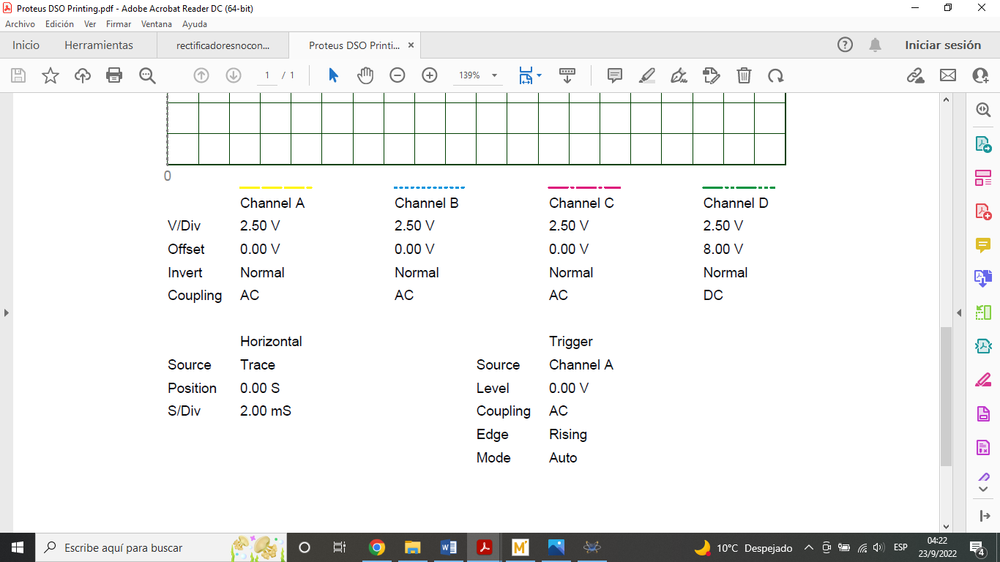 Proteus DSO Printing.pdf - Adobe Acrobat Reader DC (64-bit)
Archivo Edición Ver Firmar Ventana Ayuda
Inicio Herramientas rectificadoresnocon... Proteus DSO Printi... Iniciar sesión
1 / 1 139%
0
Channel A Channel B Channel C Channel D
V/Div 2.50 V 2.50 V 2.50 V 2.50 V
Offset 0.00 V 0.00 V 0.00 V 8.00 V
Invert Normal Normal Normal Normal
Coupling AC AC AC DC
Horizontal Trigger
Source Trace Source Channel A
Position 0.00 S Level 0.00 V
S/Div 2.00 mS Coupling AC
Edge Rising
Mode Auto
Escribe aquí para buscar 10°C Despejado ESP 04:22
23/9/2022 4